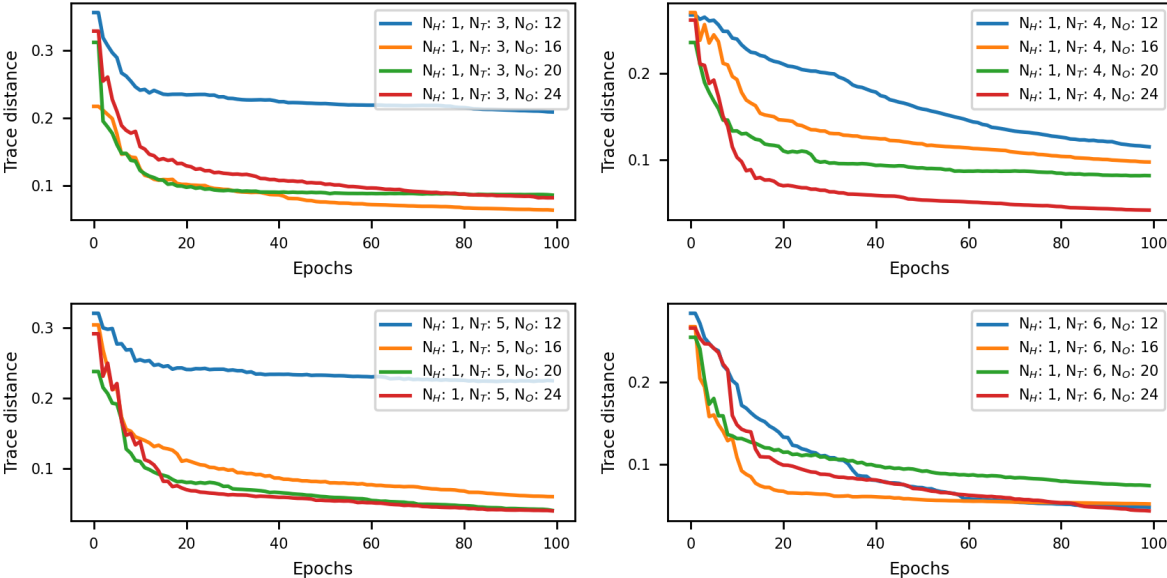 Trace distance
0.3
0.2
0.1
N_H: 1, N_T: 3, N_O: 12
N_H: 1, N_T: 3, N_O: 16
N_H: 1, N_T: 3, N_O: 20
N_H: 1, N_T: 3, N_O: 24
0 20 40 60 80 100
Epochs
Trace distance
0.2
0.1
N_H: 1, N_T: 4, N_O: 12
N_H: 1, N_T: 4, N_O: 16
N_H: 1, N_T: 4, N_O: 20
N_H: 1, N_T: 4, N_O: 24
0 20 40 60 80 100
Epochs
Trace distance
0.3
0.2
0.1
N_H: 1, N_T: 5, N_O: 12
N_H: 1, N_T: 5, N_O: 16
N_H: 1, N_T: 5, N_O: 20
N_H: 1, N_T: 5, N_O: 24
0 20 40 60 80 100
Epochs
Trace distance
0.2
0.1
N_H: 1, N_T: 6, N_O: 12
N_H: 1, N_T: 6, N_O: 16
N_H: 1, N_T: 6, N_O: 20
N_H: 1, N_T: 6, N_O: 24
0 20 40 60 80 100
Epochs